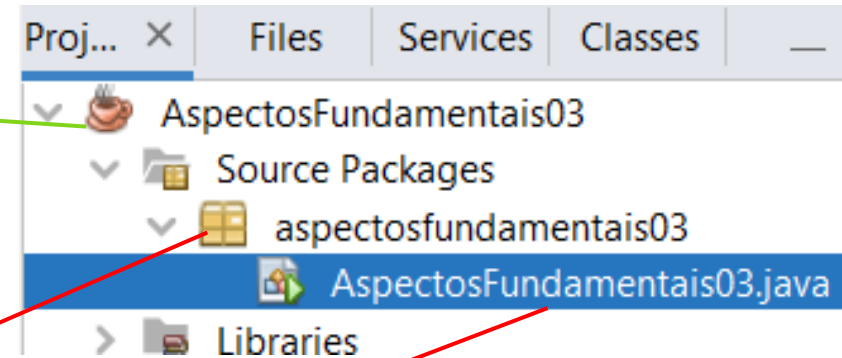 Proj... Files Services Classes
AspectosFundamentais03
Source Packages
aspectosfundamentais03
AspectosFundamentais03.java
Libraries